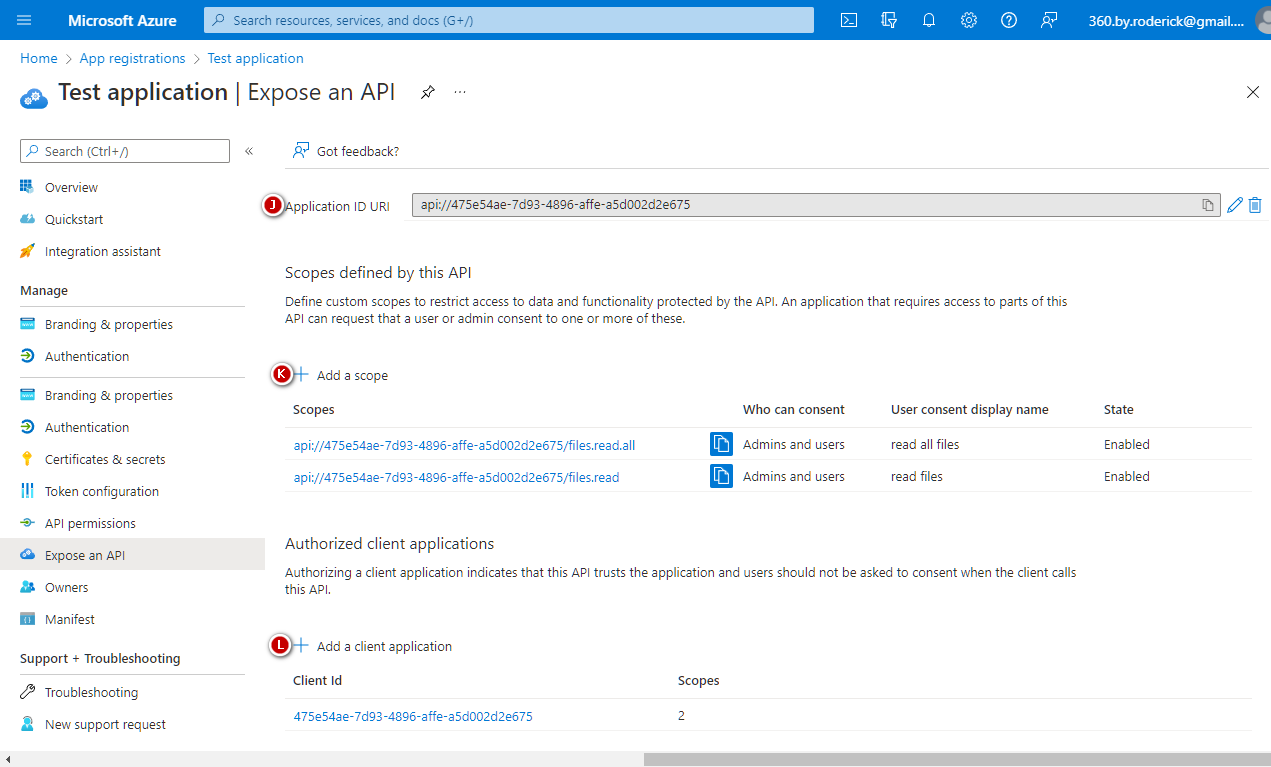 Microsoft Azure
Search resources, services, and docs (G+/)
360.by.roderick@gmail....
Home > App registrations > Test application
Test application | Expose an API
...
Search (Ctrl+/)
«
Got feedback?
Overview
Quickstart
Integration assistant
Manage
Branding & properties
Authentication
Branding & properties
Authentication
Certificates & secrets
Token configuration
API permissions
Expose an API
Owners
Manifest
Support + Troubleshooting
Troubleshooting
New support request
J Application ID URI api://475e54ae-7d93-4896-affe-a5d002d2e675
Scopes defined by this API
Define custom scopes to restrict access to data and functionality protected by the API. An application that requires access to parts of this
API can request that a user or admin consent to one or more of these.
K + Add a scope
Scopes Who can consent User consent display name State
api://475e54ae-7d93-4896-affe-a5d002d2e675/files.read.all Admins and users read all files Enabled
api://475e54ae-7d93-4896-affe-a5d002d2e675/files.read Admins and users read files Enabled
Authorized client applications
Authorizing a client application indicates that this API trusts the application and users should not be asked to consent when the client calls
this API.
L + Add a client application
Client Id Scopes
475e54ae-7d93-4896-affe-a5d002d2e675 2